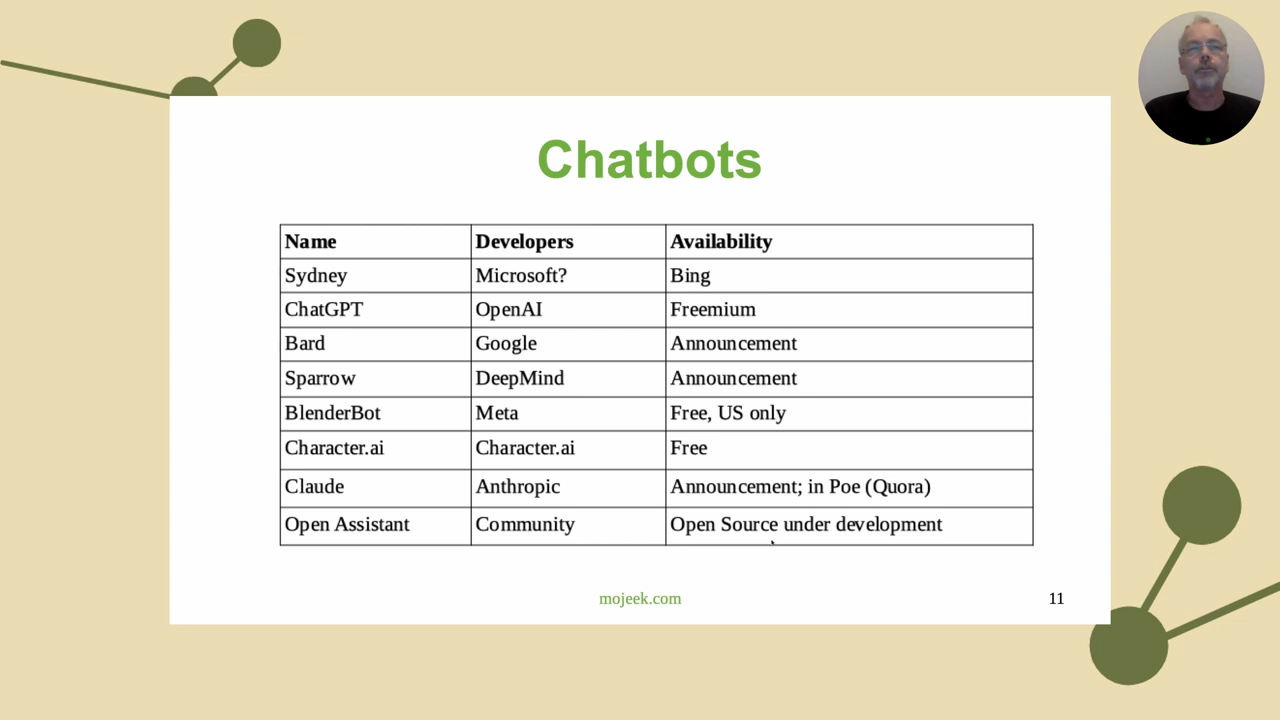 Chatbots
Name Developers Availability
Sydney Microsoft? Bing
ChatGPT OpenAI Freemium
Bard Google Announcement
Sparrow DeepMind Announcement
BlenderBot Meta Free, US only
Character.ai Character.ai Free
Claude Anthropic Announcement; in Poe (Quora)
Open Assistant Community Open Source under development
mojeek.com 11